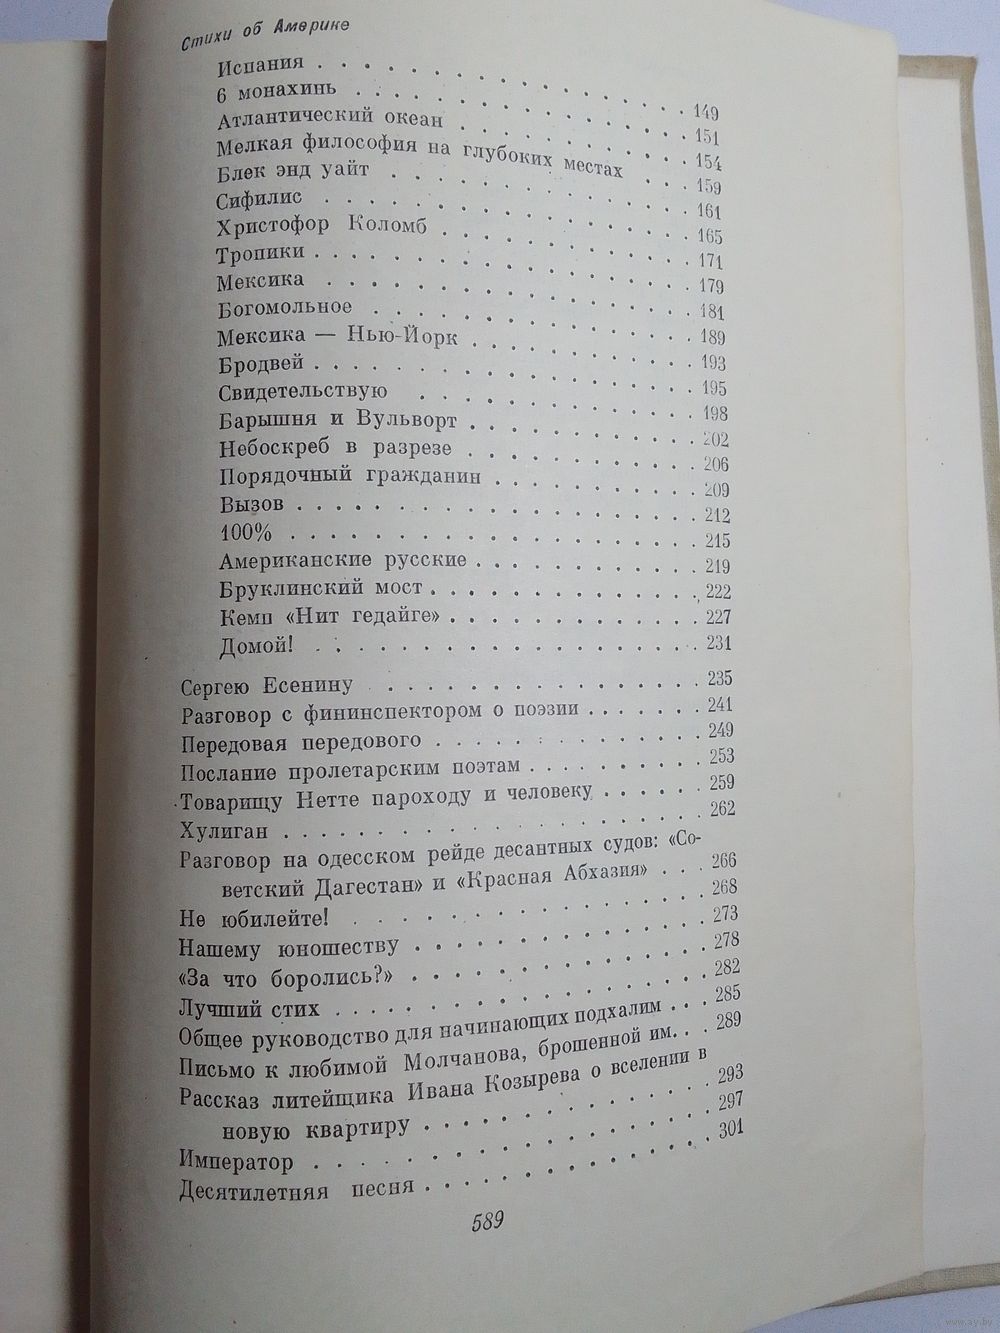 Стихи об Америке
Испания . . . . . . . . . . . . . . . . . 149
6 монахинь . . . . . . . . . . . . . . . 151
Атлантический океан . . . . . . . . . . 154
Мелкая философия на глубоких местах . . . 159
Блек энд уайт . . . . . . . . . . . . . 161
Сифилис . . . . . . . . . . . . . . . . 165
Христофор Коломб . . . . . . . . . . . . 171
Тропики . . . . . . . . . . . . . . . . 179
Мексика . . . . . . . . . . . . . . . . 181
Богомольное . . . . . . . . . . . . . . 189
Мексика — Нью-Йорк . . . . . . . . . . . 193
Бродвей . . . . . . . . . . . . . . . . 195
Свидетельствую . . . . . . . . . . . . . 198
Барышня и Вульворт . . . . . . . . . . . 202
Небоскреб в разрезе . . . . . . . . . . 206
Порядочный гражданин . . . . . . . . . . 209
Вызов . . . . . . . . . . . . . . . . . 212
100% . . . . . . . . . . . . . . . . . 215
Американские русские . . . . . . . . . . 219
Бруклинский мост . . . . . . . . . . . . 222
Кемп «Нит гедайге» . . . . . . . . . . . 227
Домой! . . . . . . . . . . . . . . . . . 231
Сергею Есенину . . . . . . . . . . . . . 235
Разговор с фининспектором о поэзии . . . . . . . 241
Передовая передового . . . . . . . . . . 249
Послание пролетарским поэтам . . . . . . . . . 253
Товарищу Нетте пароходу и человеку . . . . . . 259
Хулиган . . . . . . . . . . . . . . . . 262
Разговор на одесском рейде десантных судов: «Со-
ветский Дагестан» и «Красная Абхазия» . . . 266
Не юбилейте! . . . . . . . . . . . . . . 268
Нашему юношеству . . . . . . . . . . . . 273
«За что боролись?» . . . . . . . . . . . 278
Лучший стих . . . . . . . . . . . . . . 282
Общее руководство для начинающих подхалим . . . 285
Письмо к любимой Молчанова, брошенной им. . . 289
Рассказ литейщика Ивана Козырева о вселении в
новую квартиру . . . . . . . . . . . . . 293
Император . . . . . . . . . . . . . . . 297
Десятилетняя песня . . . . . . . . . . . 301
589
www.ay.by